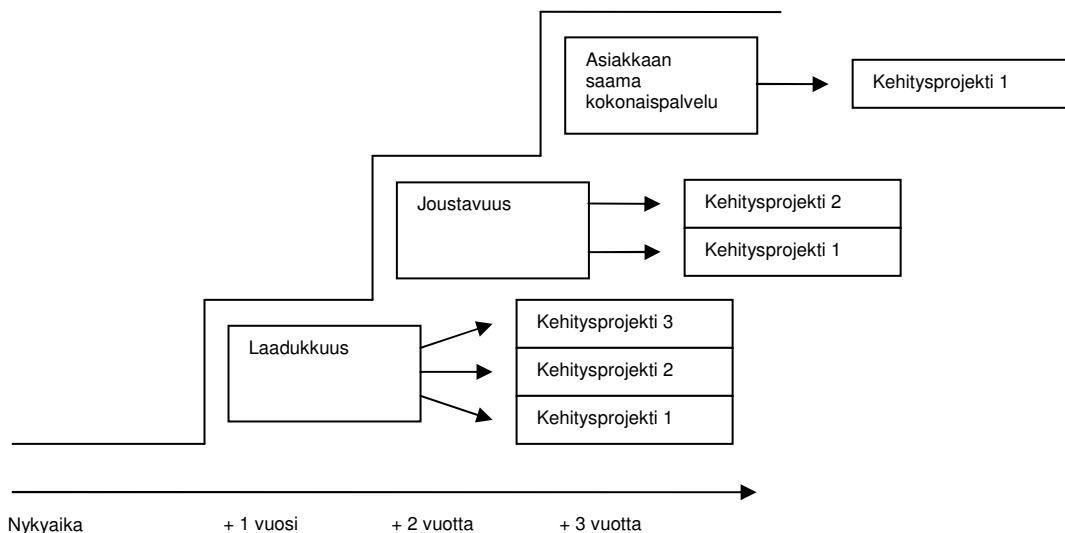 Asiakkaan
saama
kokonaispalvelu
Kehitysprojekti 1
Joustavuus
Kehitysprojekti 2
Kehitysprojekti 1
Laadukkuus
Kehitysprojekti 3
Kehitysprojekti 2
Kehitysprojekti 1
Nykyaika
+ 1 vuosi
+ 2 vuotta
+ 3 vuotta